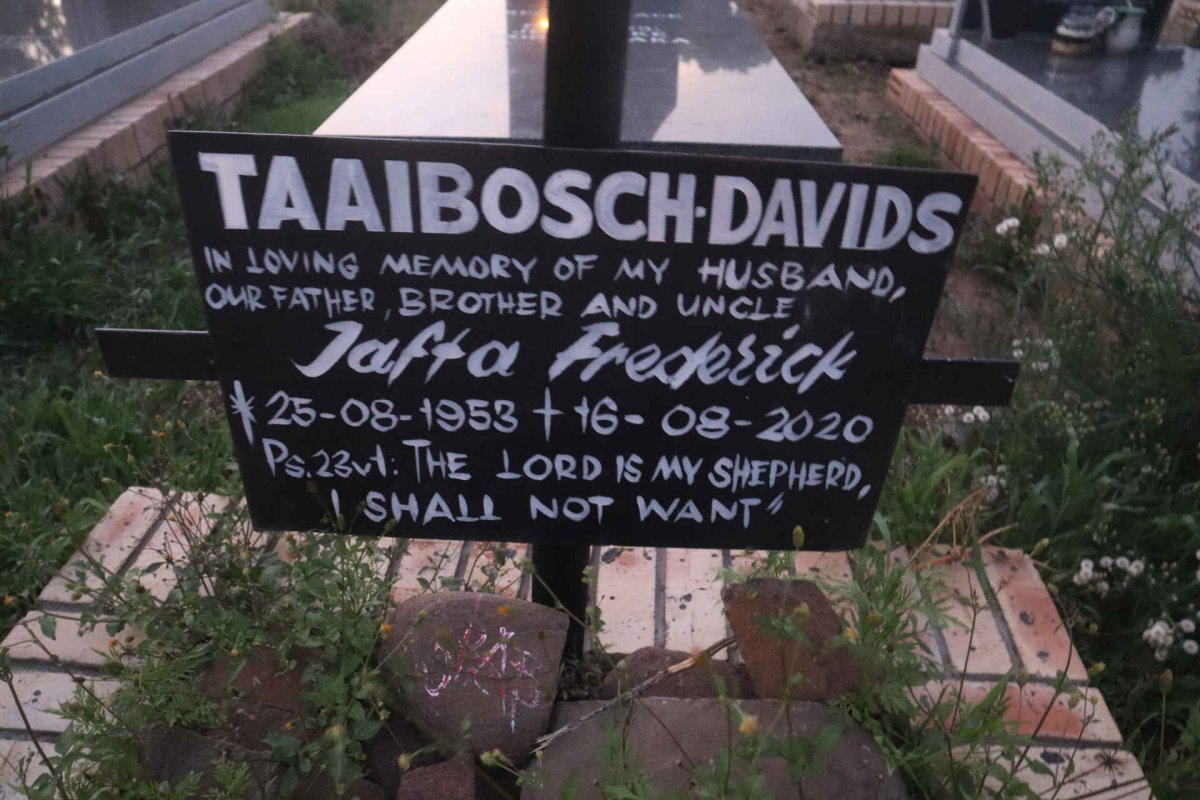 TAAIBOSCH-DAVIDS
IN LOVING MEMORY OF MY HUSBAND,
OUR FATHER, BROTHER AND UNCLE
Jaffa Frederick
* 25-08-1953 † 16-08-2020
Ps.23v1: THE LORD IS MY SHEPHERD,
I SHALL NOT WANT"